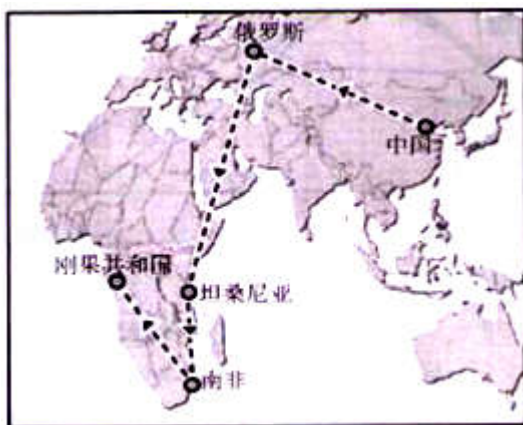 俄罗斯
中国
刚果共和国
坦桑尼亚
南非